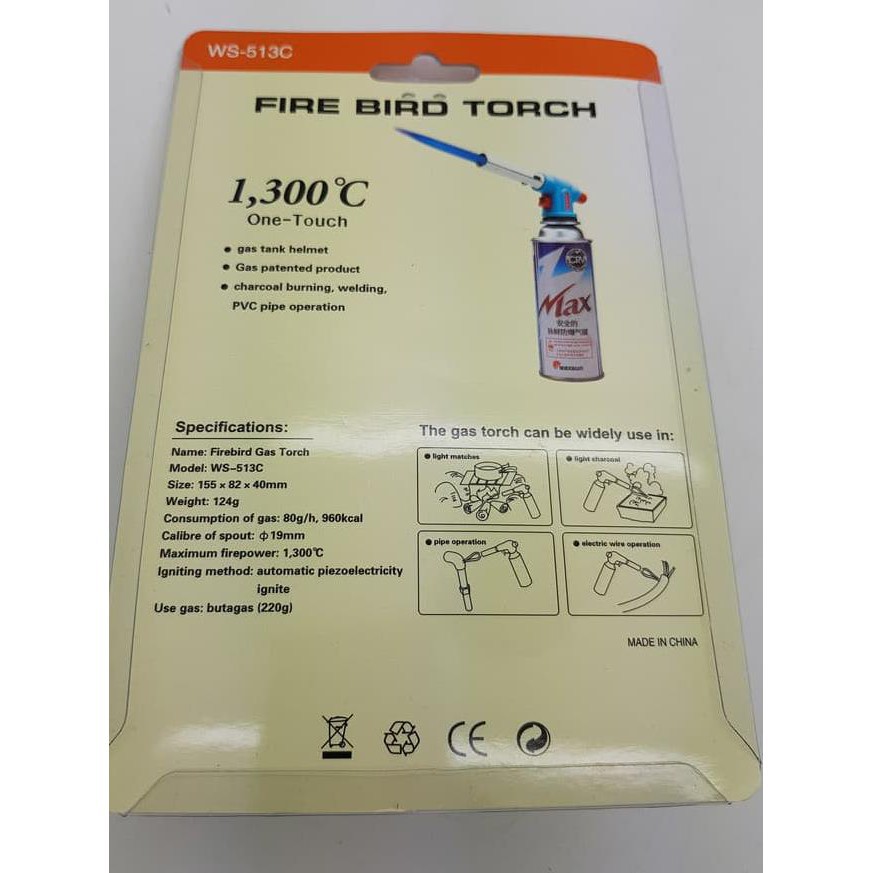 WS-513C
FIRE BIRD TORCH
1,300℃
One-Touch
● gas tank helmet
● Gas patented product
● charcoal burning, welding,
PVC pipe operation
Max
安全的
Specifications:
Name: Firebird Gas Torch
Model: WS-513C
Size: 155 x 82 x 40mm
Weight: 124g
Consumption of gas: 80g/h, 960kcal
Calibre of spout: φ19mm
Maximum firepower: 1,300℃
Igniting method: automatic piezoelectricity
ignite
Use gas: butagas (220g)
The gas torch can be widely use in:
● light matches
● light charcoal
● pipe operation
● electric wire operation
MADE IN CHINA
CE